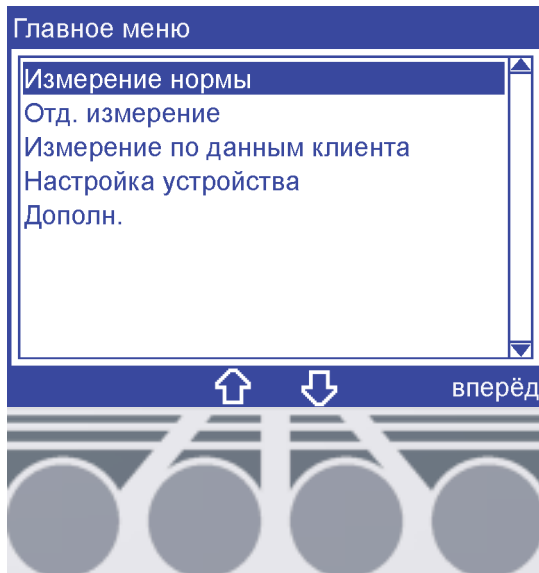 Главное меню
Измерение нормы
Отд. измерение
Измерение по данным клиента
Настройка устройства
Дополн.
вперёд